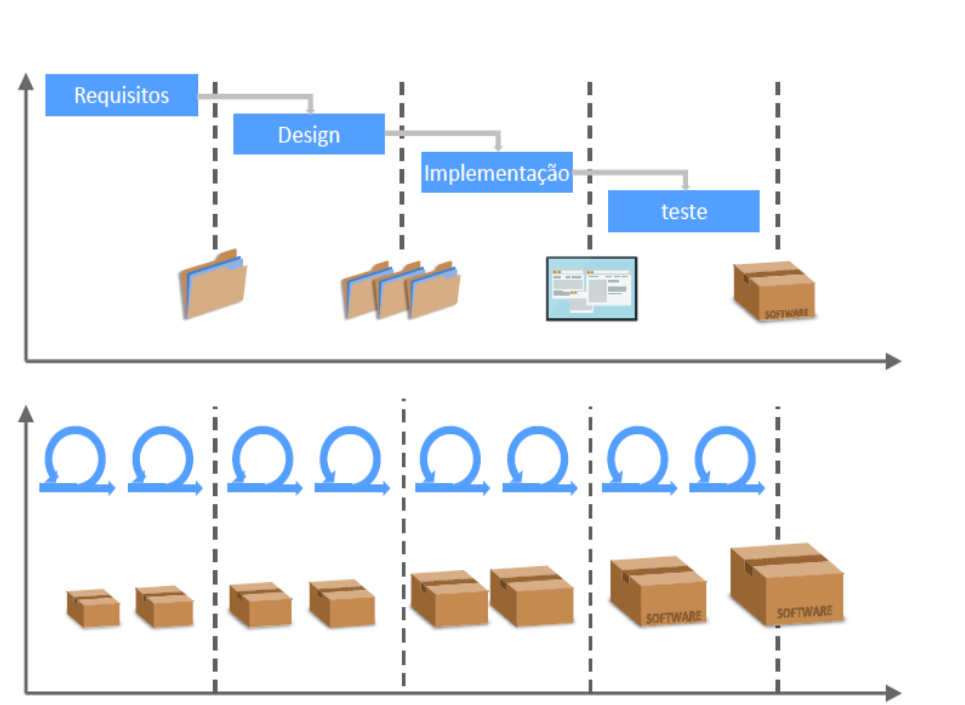 Requisitos
Design
Implementação
teste
SOFTWARE
SOFTWARE
SOFTWARE